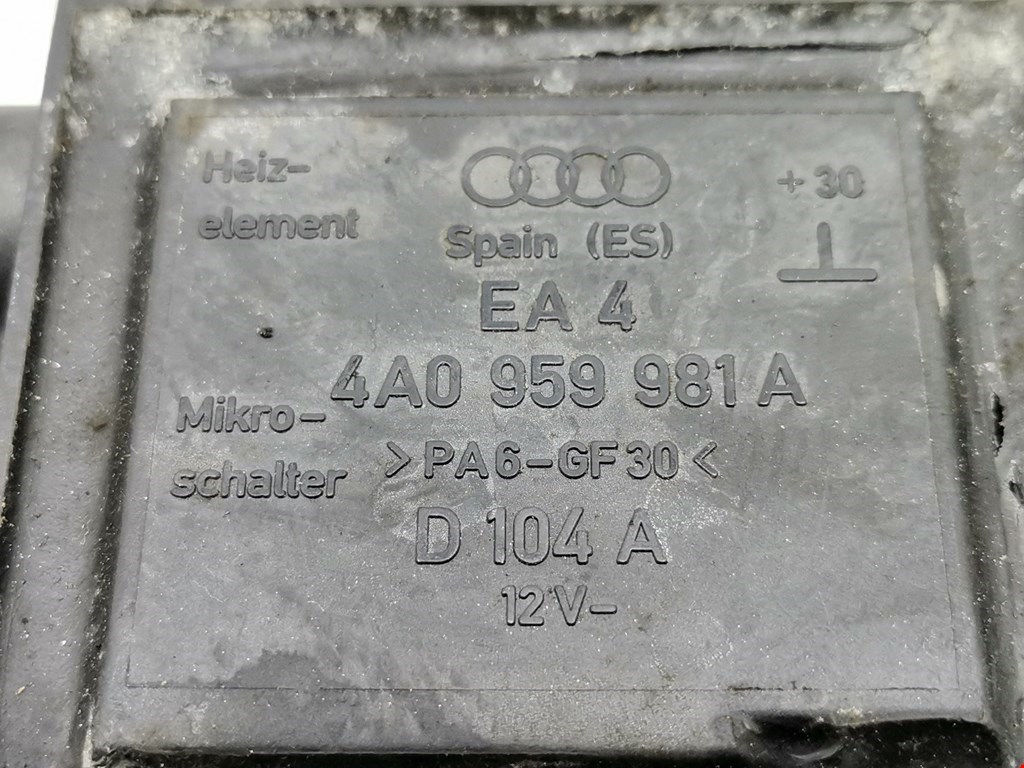 Heiz-
element
Spain (ES)
+30
EA 4
4A0 959 981 A
Mikro-
schalter
>PA6-GF30<
D 104 A
12V-